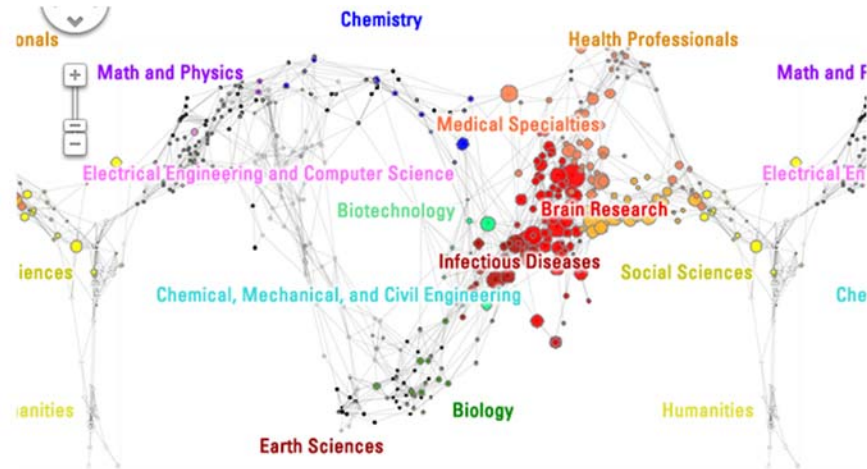 Chemistry
onals
Health Professionals
Math and Physics
Math and F
Medical Specialties
Electrical Engineering and Computer Science
Electrical En
Biotechnology
Brain Research
Infectious Diseases
iences
Social Sciences
Chemical, Mechanical, and Civil Engineering
Che
anities
Biology
Humanities
Earth Sciences